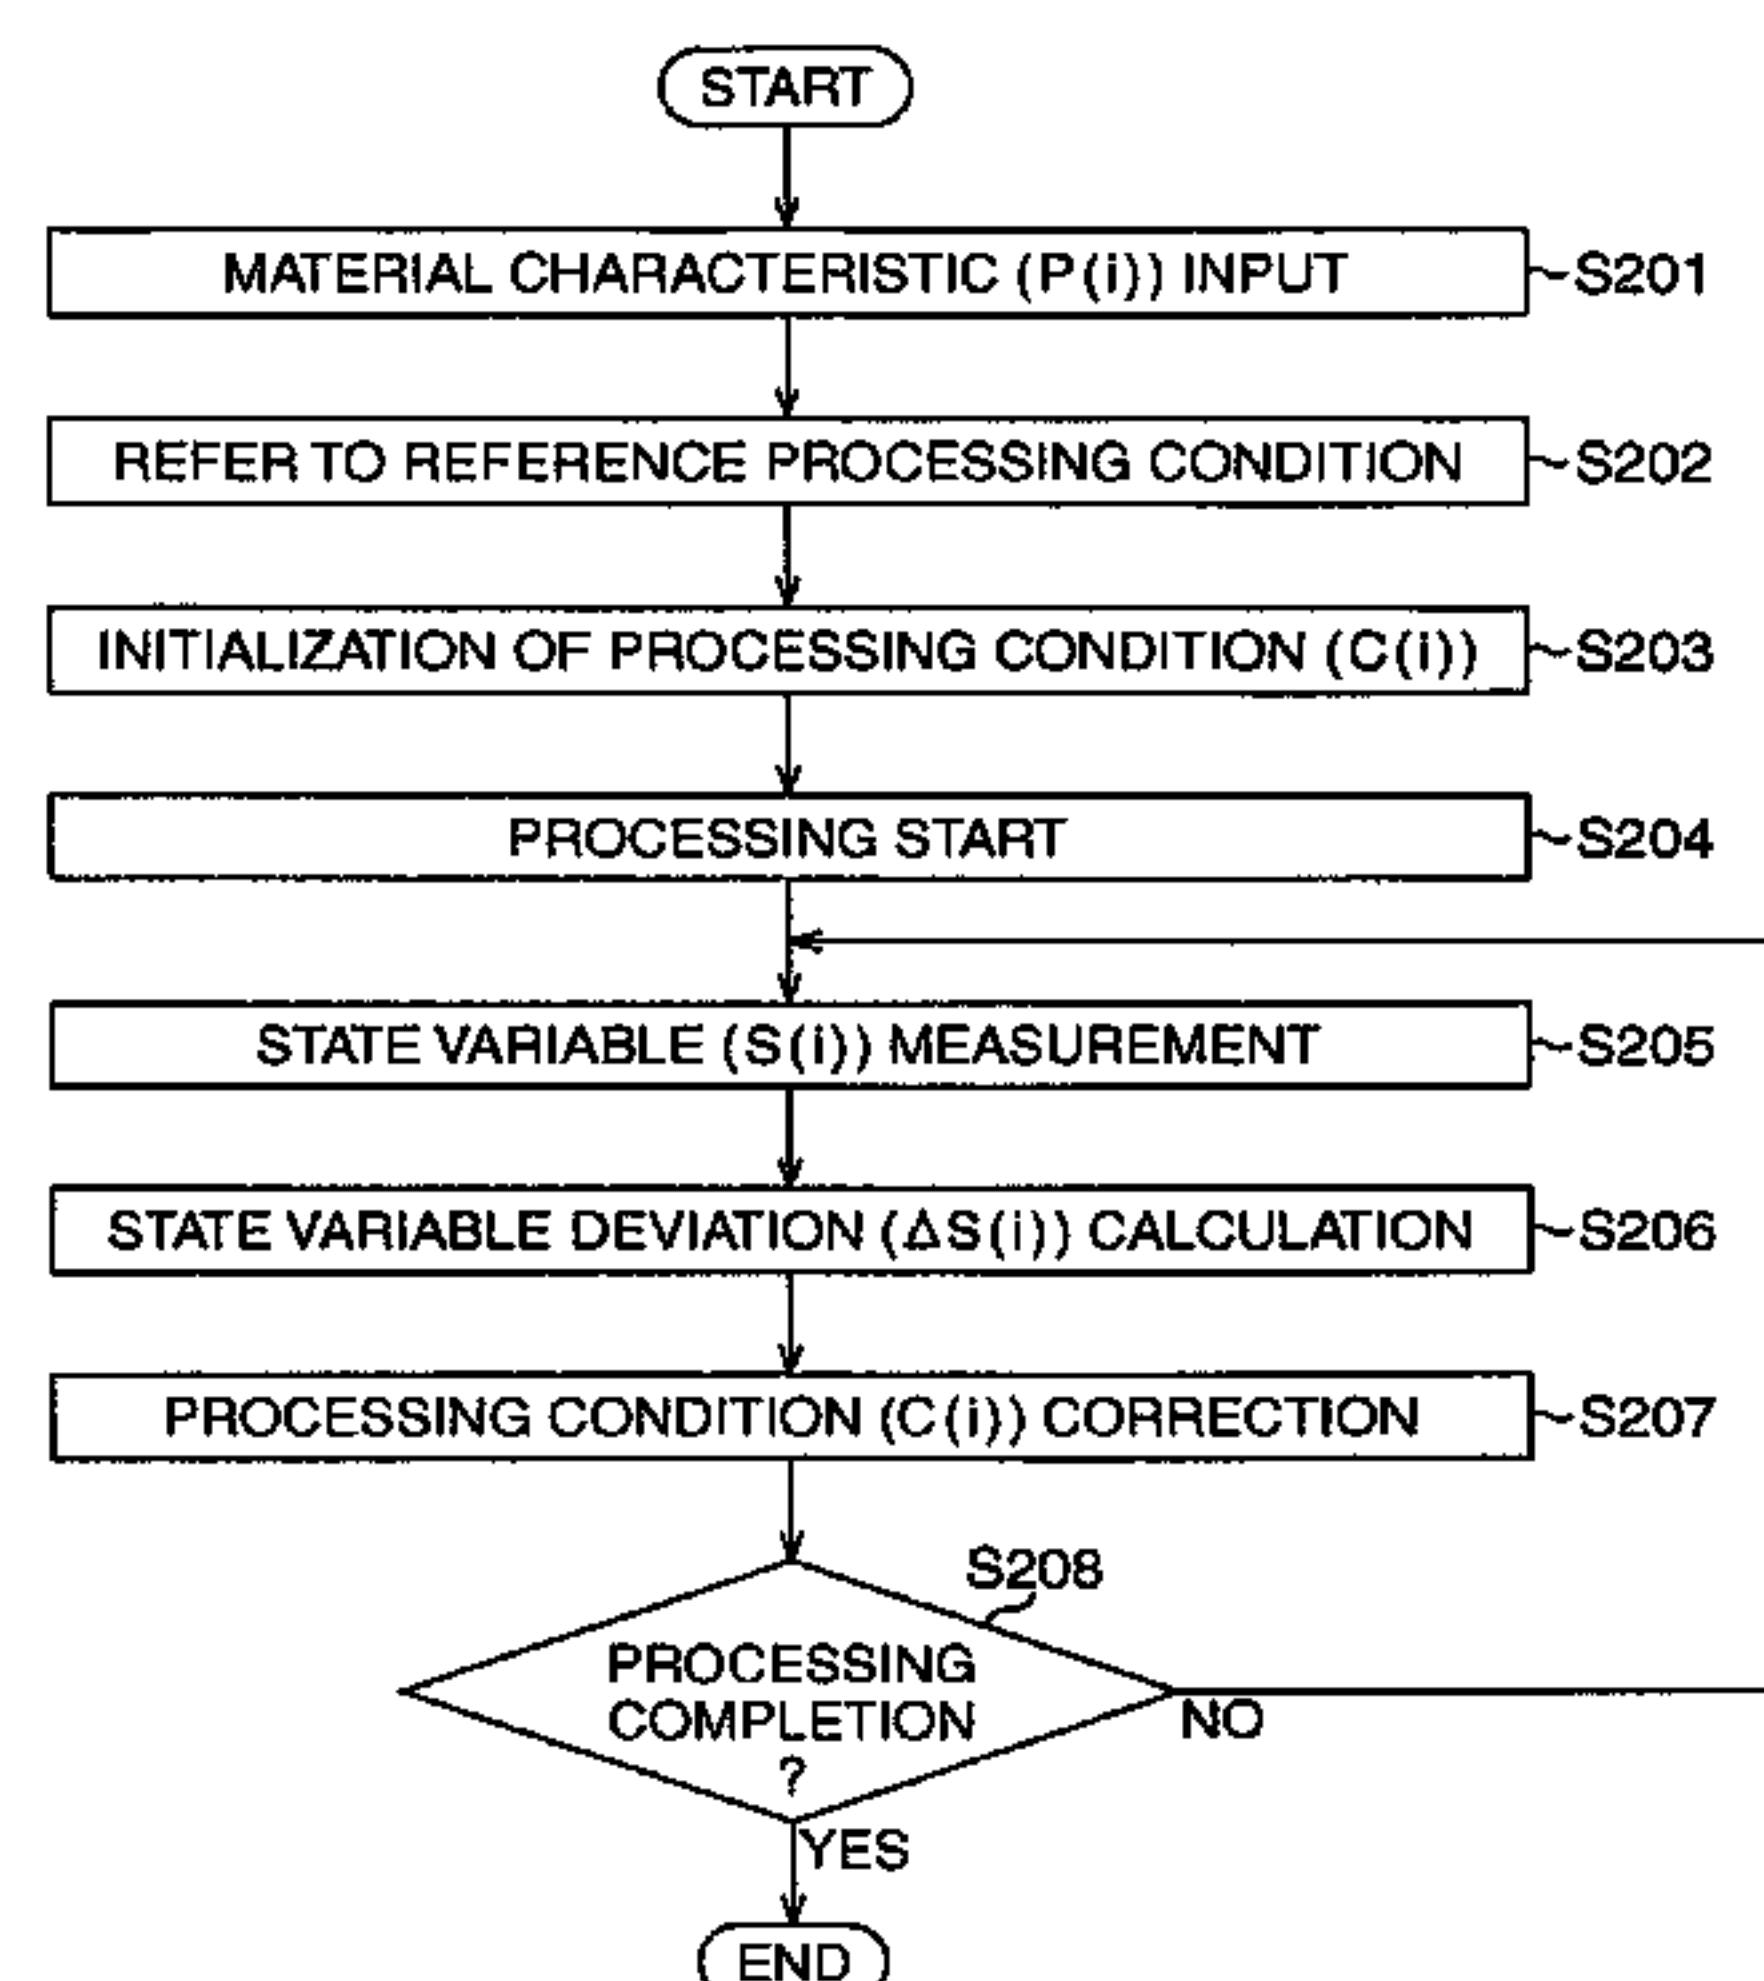 START
MATERIAL CHARACTERISTIC (P(i)) INPUT
S201
REFER TO REFERENCE PROCESSING CONDITION
S202
INITIALIZATION OF PROCESSING CONDITION (C(i))
S203
PROCESSING START
S204
STATE VARIABLE (S(i)) MEASUREMENT
S205
STATE VARIABLE DEVIATION (ΔS(i)) CALCULATION
S206
PROCESSING CONDITION (C(i)) CORRECTION
S207
S208
PROCESSING
COMPLETION
?
NO
YES
END